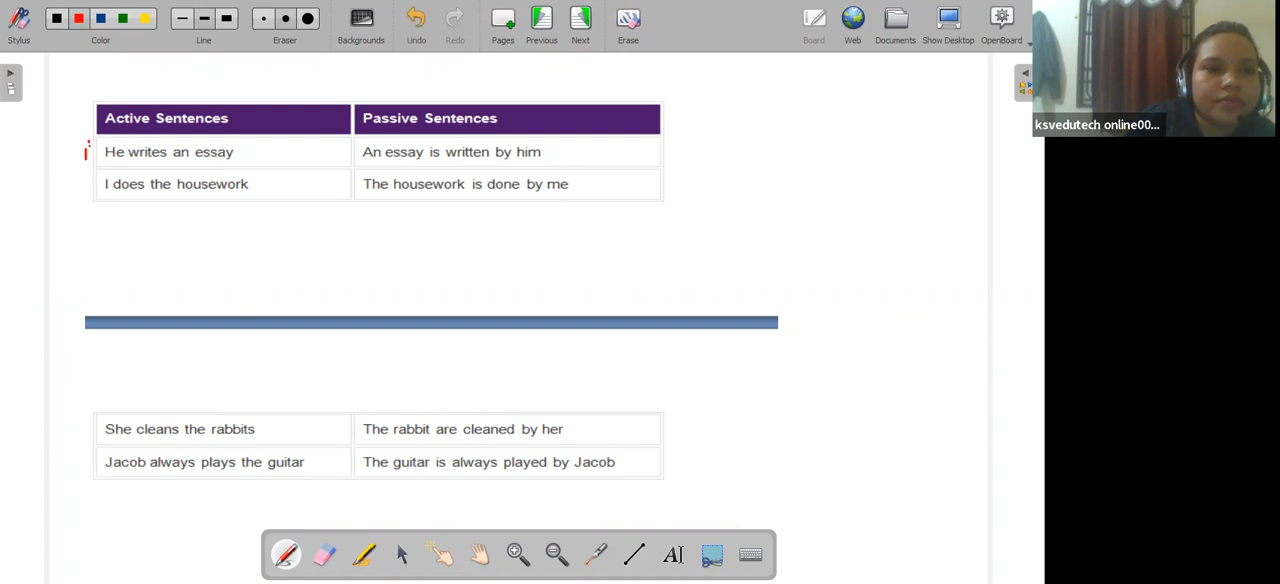 Stylus
Color
Line
Eraser
Backgrounds
Undo
Redo
Pages
Previous
Next
Erase
Board
Web
Documents
Show Desktop
OpenBoard
ksvedutech online00...
Active Sentences Passive Sentences
He writes an essay An essay is written by him
I does the housework The housework is done by me
She cleans the rabbits The rabbit are cleaned by her
Jacob always plays the guitar The guitar is always played by Jacob
AI